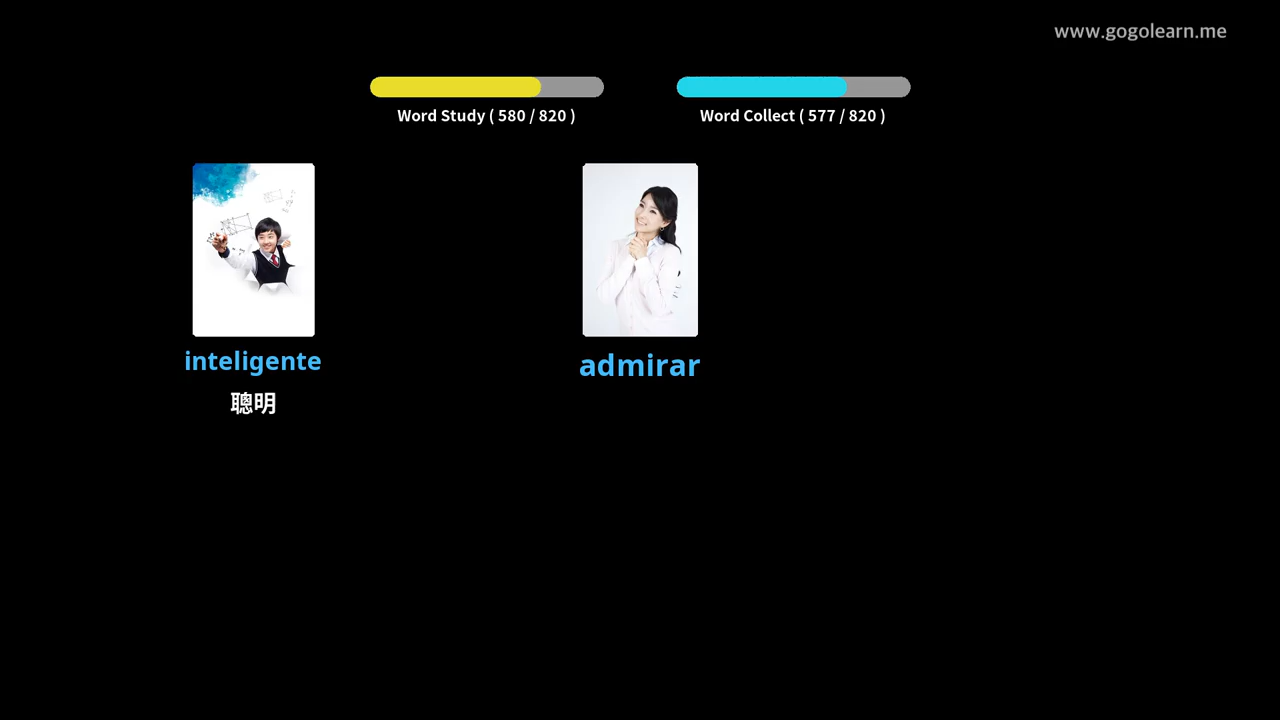 www.gogolearn.me
Word Study ( 580 / 820 )
Word Collect ( 577 / 820 )
inteligente
admirar
聰明